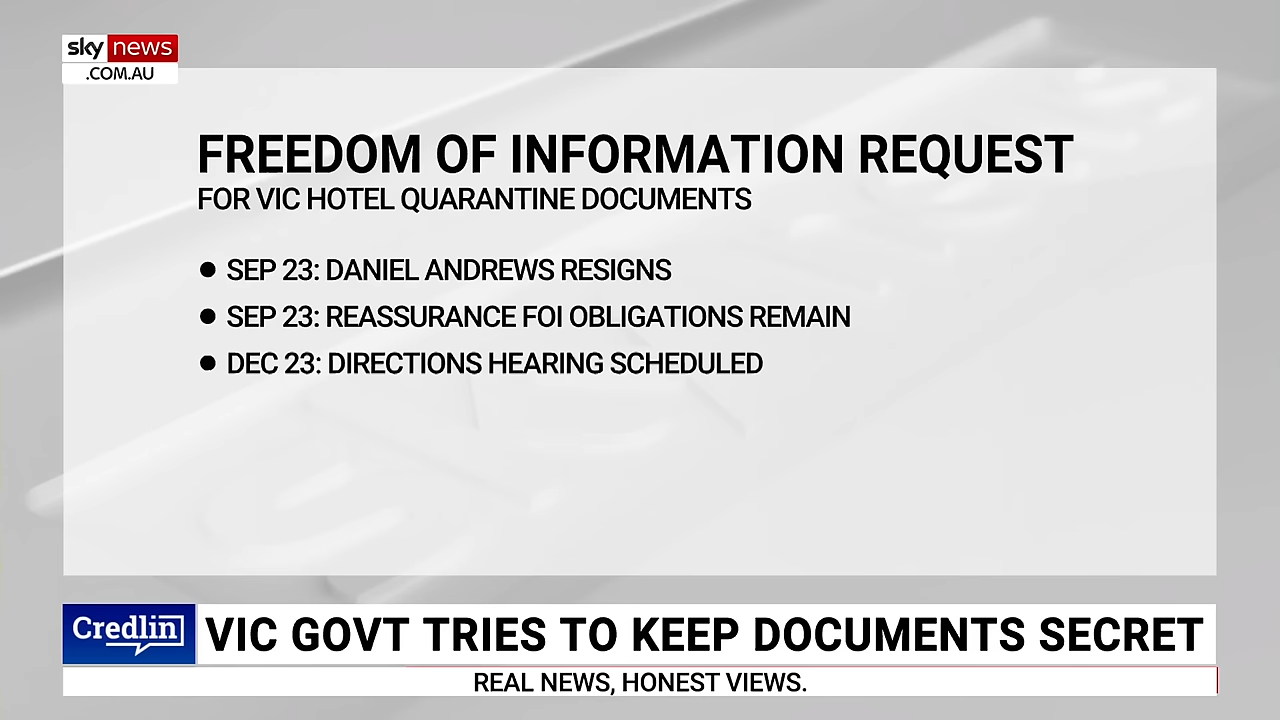 sky news
.COM.AU
FREEDOM OF INFORMATION REQUEST
FOR VIC HOTEL QUARANTINE DOCUMENTS
● SEP 23: DANIEL ANDREWS RESIGNS
● SEP 23: REASSURANCE FOI OBLIGATIONS REMAIN
● DEC 23: DIRECTIONS HEARING SCHEDULED
Credlin
VIC GOVT TRIES TO KEEP DOCUMENTS SECRET
REAL NEWS, HONEST VIEWS.